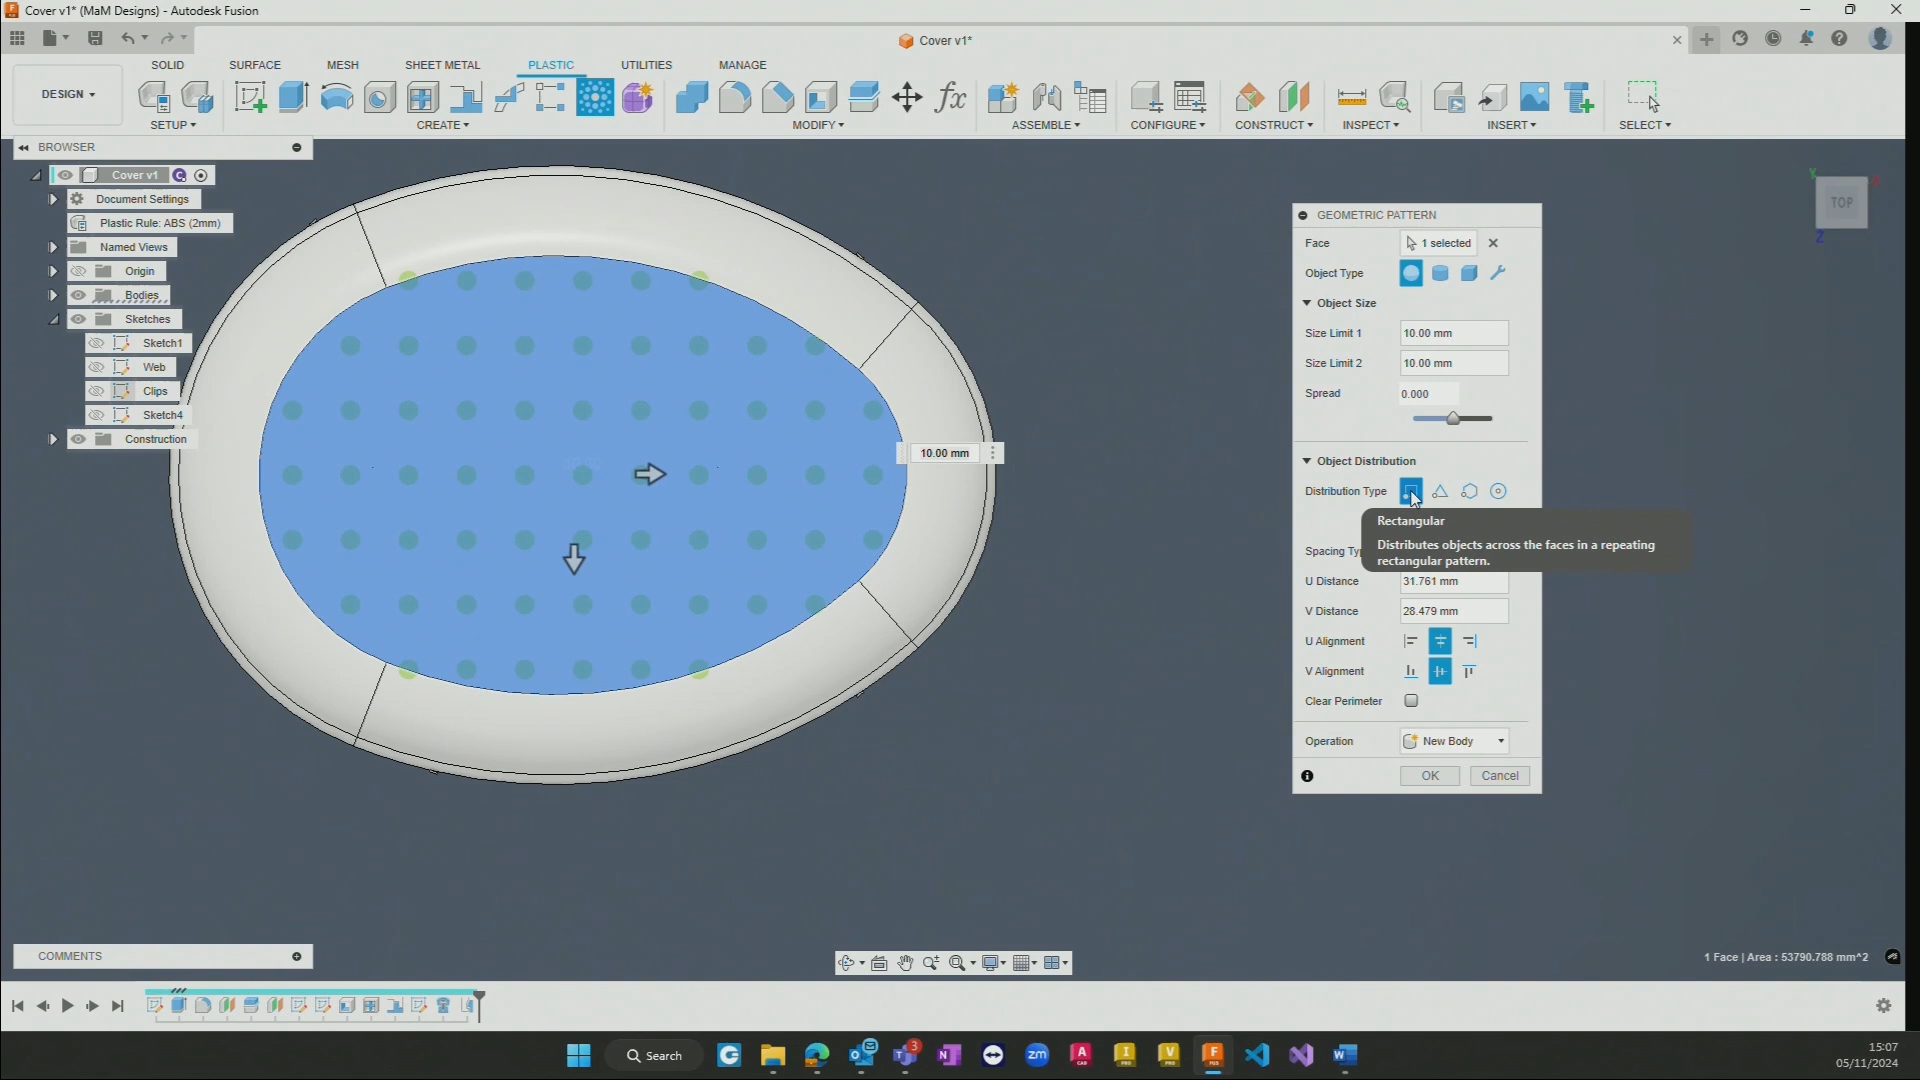 Cover v1* (MaM Designs) - Autodesk Fusion
Cover v1*
SOLID
SURFACE
MESH
SHEET METAL
PLASTIC
UTILITIES
MANAGE
DESIGN
SETUP
CREATE
MODIFY
ASSEMBLE
CONFIGURE
CONSTRUCT
INSPECT
INSERT
SELECT
BROWSER
Cover v1
Document Settings
Plastic Rule: ABS (2mm)
Named Views
Origin
Bodies
Sketches
Sketch1
Web
Clips
Sketch4
Construction
10.00 mm
TOP
Y
X
Z
GEOMETRIC PATTERN
Face
1 selected
Object Type
Object Size
Size Limit 1
10.00 mm
Size Limit 2
10.00 mm
Spread
0.000
Object Distribution
Distribution Type
Rectangular
Distributes objects across the faces in a repeating
rectangular pattern.
Spacing Ty
U Distance
31.761 mm
V Distance
28.479 mm
U Alignment
V Alignment
Clear Perimeter
Operation
New Body
OK
Cancel
COMMENTS
1 Face | Area : 53790.788 mm^2
Search
3
15:07
05/11/2024